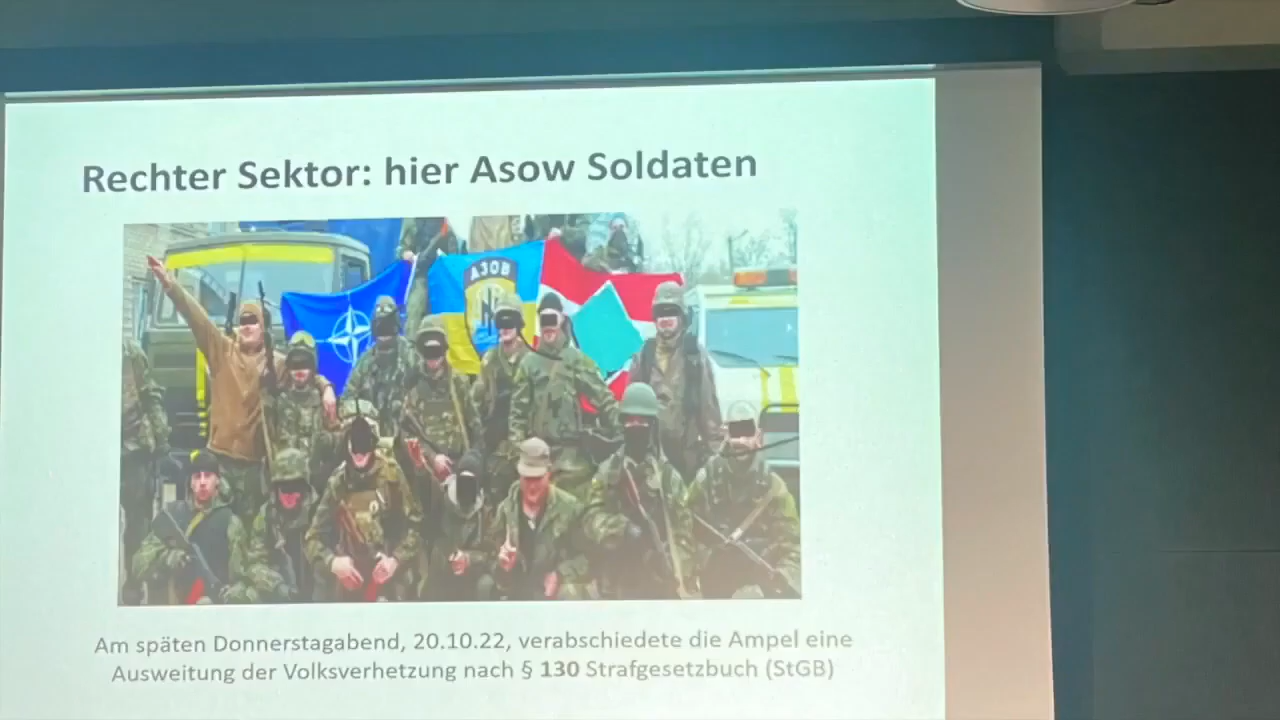 Rechter Sektor: hier Asow Soldaten
АЗОВ
Am späten Donnerstagabend, 20.10.22, verabschiedete die Ampel eine
Ausweitung der Volksverhetzung nach § 130 Strafgesetzbuch (StGB)